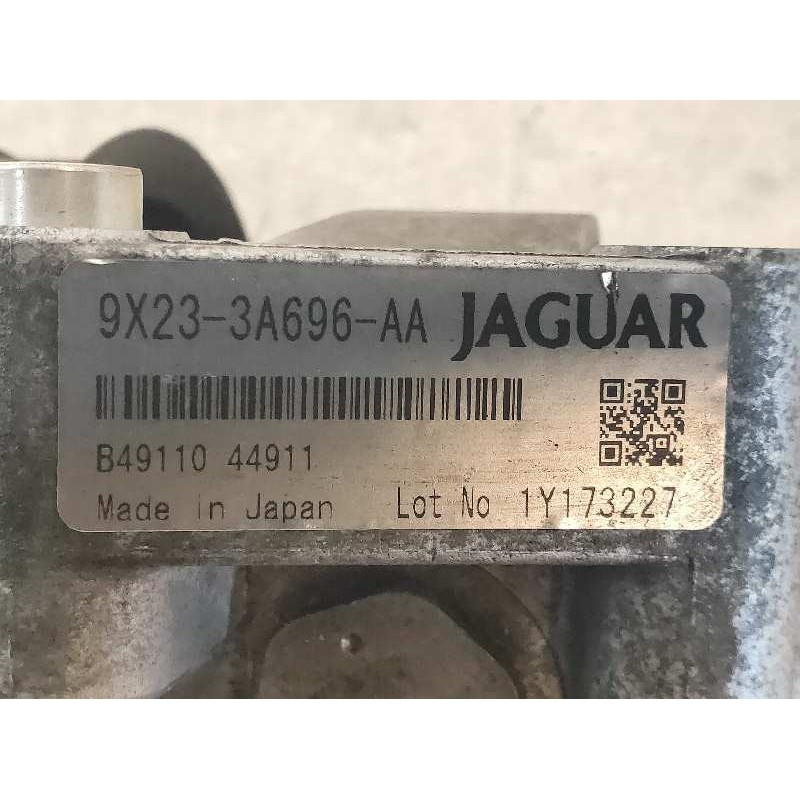 9X23-3A696-AA JAGUAR
B49110 44911
Made in Japan Lot No 1Y173227